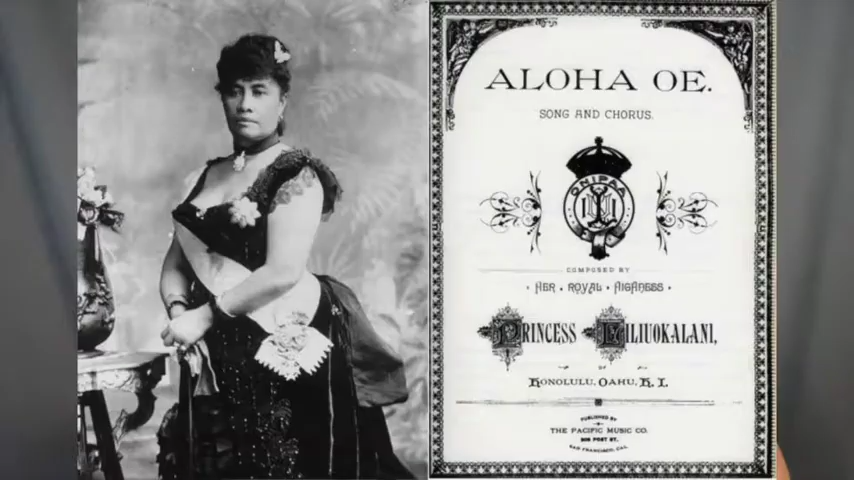 ALOHA OE.
SONG AND CHORUS.
ONIPAA
COMPOSED BY
HER . ROYAL . HIGHNESS
PRINCESS LILIUOKALANI,
OF
HONOLULU, OAHU, H. I.
PUBLISHED BY
THE PACIFIC MUSIC CO.
SAN FRANCISCO, CAL.